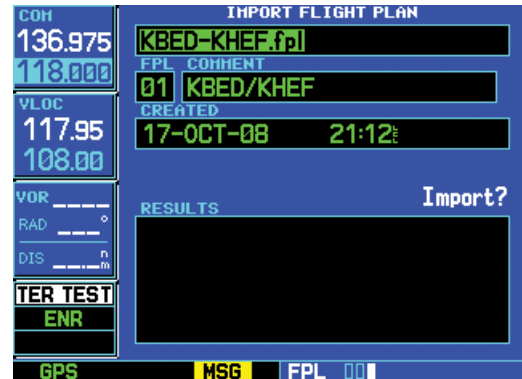 COM
136.975
118.000
VLOC
117.95
108.00
VOR
RAD °
DIS nm
TER TEST
ENR
GPS
IMPORT FLIGHT PLAN
KBED-KHEF.fpl
FPL COMMENT
01 KBED/KHEF
CREATED
17-OCT-08 21:12
Import?
RESULTS
MSG
FPL